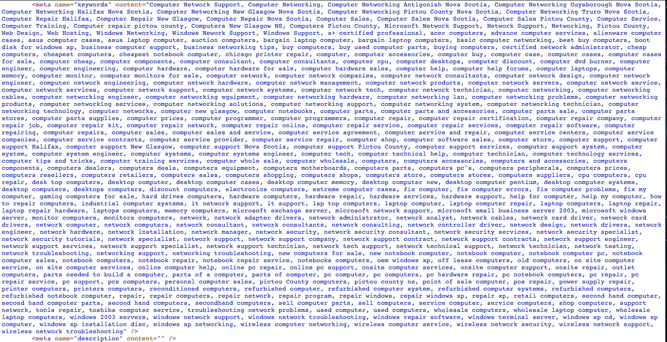 <meta name="keywords" content="Computer Network Support, Computer Networking, Computer Networking Antigonish Nova Scotia, Computer Networking Guysborough Nova Scotia,
Computer Networking Halifax Nova Scotia, Computer Networking New Glasgow Nova Scotia, Computer Networking Pictou County Nova Scotia, Computer Networking Truro Nova Scotia,
Computer Repair Halifax, Computer Repair New Glasgow, Computer Repair Nova Scotia, Computer Sales, Computer Sales Nova Scotia, Computer Sales Pictou County, Computer Support,
Computer Training, Computer repair pictou county, Computers New Glasgow NS, Computers Pictou County, Microsoft Network Support, Network Support, Networking, Pictou County,
Web Design, Web Hosting, Windows Networking, Windows Nework Support, Windows Support, a+ certified professional, acer computers, advance computer services, alienware computer
cases, asus computer cases, asus laptop computer, auction computers, bargain laptop computer, bargain laptop computers, basic computer networking, best buy computers, boot
disk for windows xp, business computer support, business networking tips, buy computers, buy used computer parts, buying computers, certified network administrator, cheap
computer, cheapest computers, cheapest notebook computer, chicago printer repair, computer, computer accessories, computer buy, computer case, computer cases, computer cases
for sale, computer cheap, computer components, computer consultant, computer consultants, computer cpu, computer desktop, computer discount, computer dvd burner, computer
engineer, computer engineering, computer hardware, computer hardware for sale, computer hardware sales, computer help, computer help forums, computer laptops, computer
memory, computer monitor, computer monitors for sale, computer network, computer network companies, computer network consultants, computer network design, computer network
engineer, computer network engineering, computer network hardware, computer network management, computer network products, computer network servers, computer network service,
computer network services, computer network support, computer network systems, computer network tech, computer network technician, computer networking, computer networking
cables, computer networking engineer, computer networking equipment, computer networking hardware, computer networking lan, computer networking problems, computer networking
products, computer networking services, computer networking solutions, computer networking support, computer networking system, computer networking technician, computer
networking technology, computer networks, computer new glasgow, computer notebooks, computer parts, computer parts and accessories, computer parts sale, computer parts
store, computer parts supplies, computer prices, computer programmer, computer programmers, computer repair, computer repair certification, computer repair company, computer
repair job, computer repair kit, computer repair network, computer repair online, computer repair service, computer repair services, computer repair software, computer
repairing, computer repairs, computer sales, computer sales and service, computer service agreement, computer service and repair, computer service centers, computer service
companies, computer service contracts, computer service provider, computer service repair, computer shop, computer software sales, computer store, computer support, computer
support Halifax, computer support New Glasgow, computer support Nova Scotia, computer support Pictou County, computer support services, computer support system, computer
system, computer system engineer, computer systems, computer systems engineer, computer tech, computer technical help, computer technician, computer technology services,
computer tips and tricks, computer training services, computer whole sale, computer wholesale, computers, computers accessories, computers and accessories, computers
components, computers dealers, computers deals, computers equipment, computers motherboards, computers parts, computers pc's, computers peripherals, computers prices,
computers resellers, computers retailers, computers sales, computers shopping, computers shops, computers store, computers stores, computers suppliers, cpu computers, cpu
repair, desk top computers, desktop computer, desktop computer cases, desktop computer memory, desktop computer new, desktop computer pentium, desktop computer systems,
desktop computers, desktops computers, discount computers, electronics computers, extreme computer cases, fix computer, fix computer errors, fix computer problems, fix my
computer, gaming computers for sale, hard drives computers, hardware computers, hardware repair, hardware services, hardware support, help for computer, help my computer, how
to repair computers, industrial computer systems, it network support, it support, lap top computers, laptop computer, laptop computer repair, laptop computers, laptop repair,
laptop repair hardware, laptops computers, memory computers, microsoft exchange server, microsoft network support, microsoft small business server 2003, microsoft windows
server, monitor computers, monitors computers, network, network adapter drivers, network administrator, network analyst, network cables, network card driver, network card
drivers, network computers, network consultant, network consultants, network consulting, network controller driver, network design, network drivers, network
engineer, network hardware, network installation, network manager, network security, network security consultant, network security services, network security specialist,
network security tutorials, network specialist, network support, network support company, network support contract, network support contracts, network support engineer,
network support services, network support specialist, network support technician, network tech support, network technical support, network technician, network testing,
network troubleshooting, networking support, networking troubleshooting, new computers for sale, new notebook computer, notebook computer, notebook computer pc, notebook
computer sales, notebook computers, notebook repair, notebook repair service, notebooks computers, oem windows xp, off lease computers, old computers, on site computer
service, on site computer services, online computer help, online pc repair, online pc support, onsite computer services, onsite computer support, onsite repair, outlet
computers, parts needed to build a computer, parts of a computer, parts of computer, pc computer, pc computers, pc hardware, pc notebook computers, pc repair, pc
repair service, pc support, pcs computers, personal computer sales, pictou County computers, pictou county ns, point of sale computer, pos repair, power supply repair,
printer computers, printers computers, reconditioned computers, refurbished computer, refurbished computer system, refurbished computer systems, refurbished computers,
refurbished notebook computer, repair, repair computers, repair network, repair program, repair windows, repair windows xp, repair xp, retail computers, second hand computer,
second hand computer parts, second hand computers, secondhand computers, sell computer parts, selling computers, server computer, service computers, shop computers, support
network, tools repair, toshiba computer service, troubleshooting network problems, used computer, used computers, wholesale computers, wholesale laptop computer, wholesale
laptop computers, windows 2003 servers, windows network support, windows network troubleshooting, windows repair software, windows terminal server, windows xp cd, windows xp
computer, windows xp installation disc, windows xp networking, wireless computer networking, wireless computer service, wireless network security, wireless network support,
wireless network troubleshooting" />
<meta name="description" content="" />